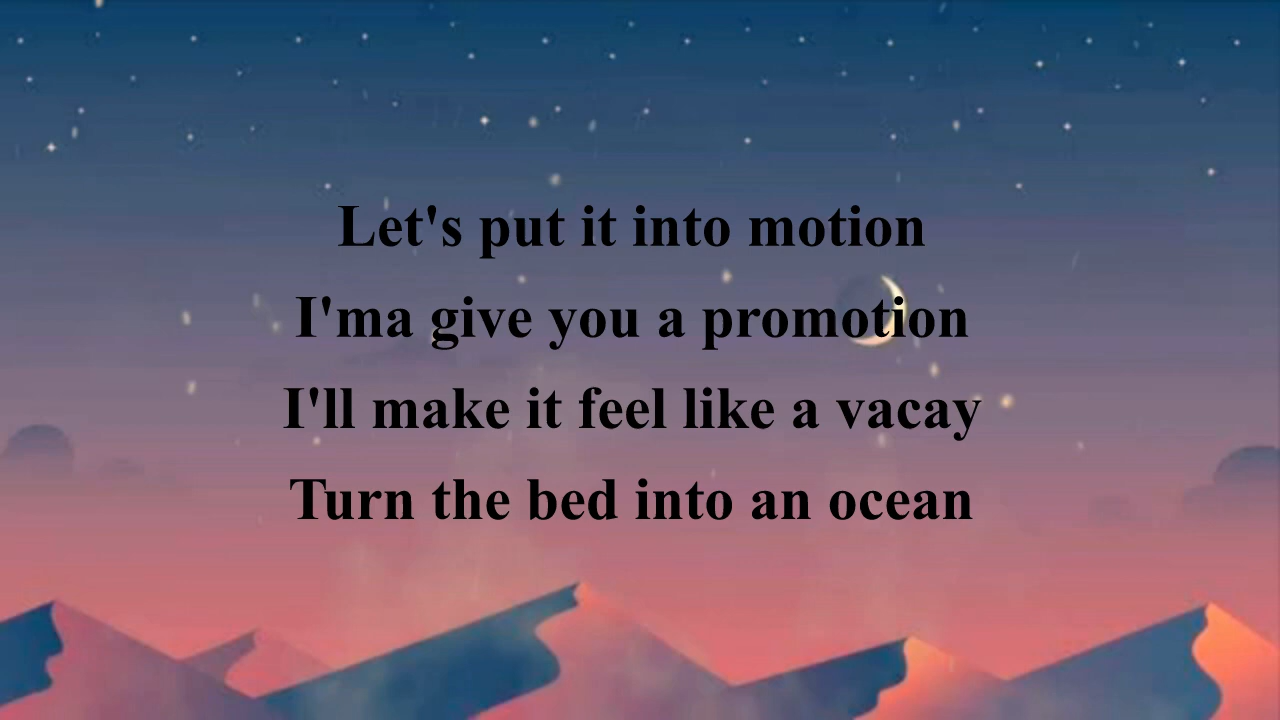 Let's put it into motion
I'ma give you a promotion
I'll make it feel like a vacay
Turn the bed into an ocean